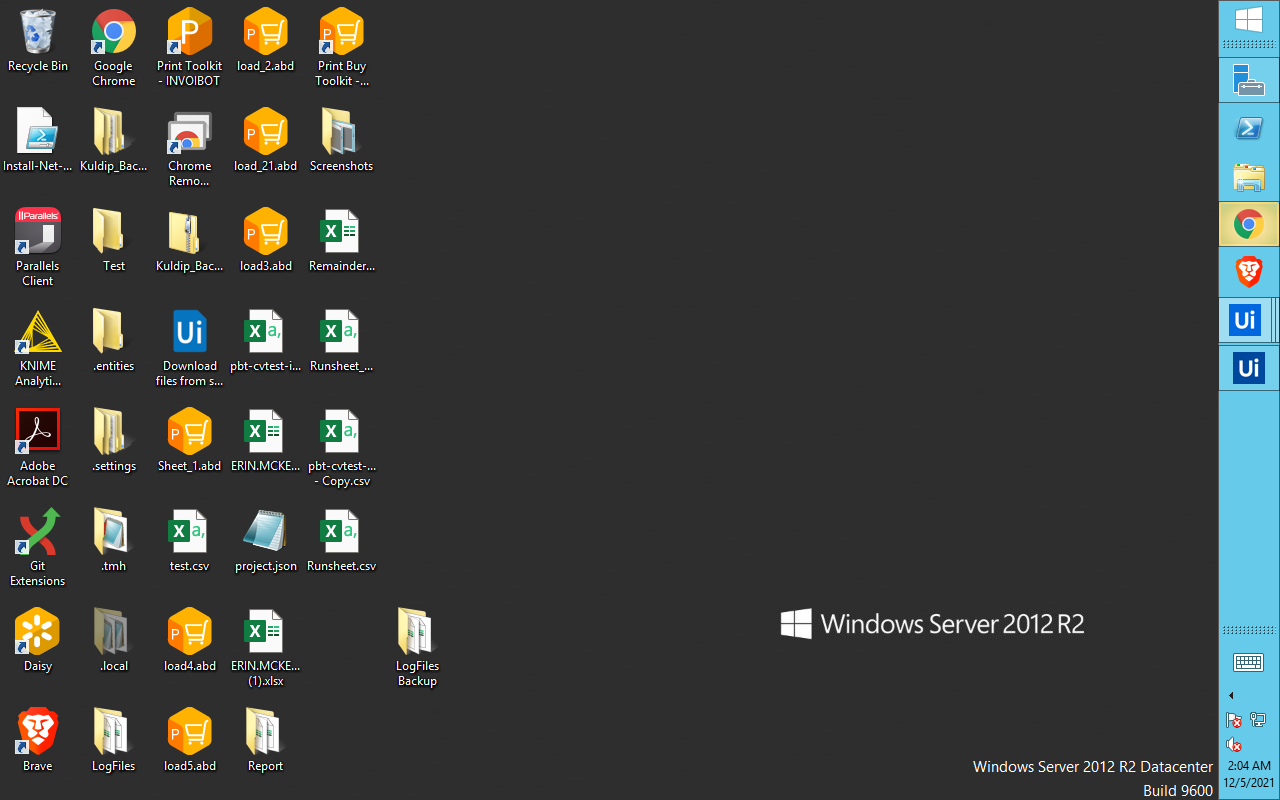 Recycle Bin
Google
Chrome
Print Toolkit
- INVOIBOT
load_2.abd
Print Buy
Toolkit -...
Install-Net-...
Kuldip_Bac...
Chrome
Remo...
load_21.abd
Screenshots
Parallels
Parallels
Client
Test
Kuldip_Bac...
load3.abd
Remainder...
KNIME
Analyti...
.entities
Ui
Download
files from s...
pbt-cvtest-i...
Runsheet_...
Adobe
Acrobat DC
.settings
Sheet_1.abd
ERIN.MCKE...
pbt-cvtest-...
- Copy.csv
Git
Extensions
.tmh
test.csv
project.json
Runsheet.csv
Daisy
.local
load4.abd
ERIN.MCKE...
(1).xlsx
LogFiles
Backup
Brave
LogFiles
load5.abd
Report
Windows Server 2012 R2
Windows Server 2012 R2 Datacenter
Build 9600
Ui
Ui
2:04 AM
12/5/2021